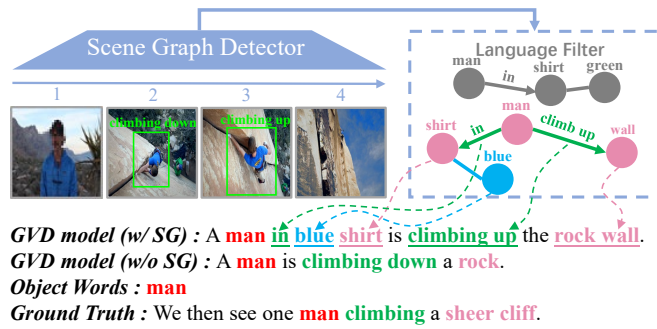 Scene Graph Detector
1 2 3 4
climbing down
climbing up
Language Filter
man in shirt green
man
shirt in climb up wall
blue
GVD model (w/ SG) : A man in blue shirt is climbing up the rock wall.
GVD model (w/o SG) : A man is climbing down a rock.
Object Words : man
Ground Truth : We then see one man climbing a sheer cliff.